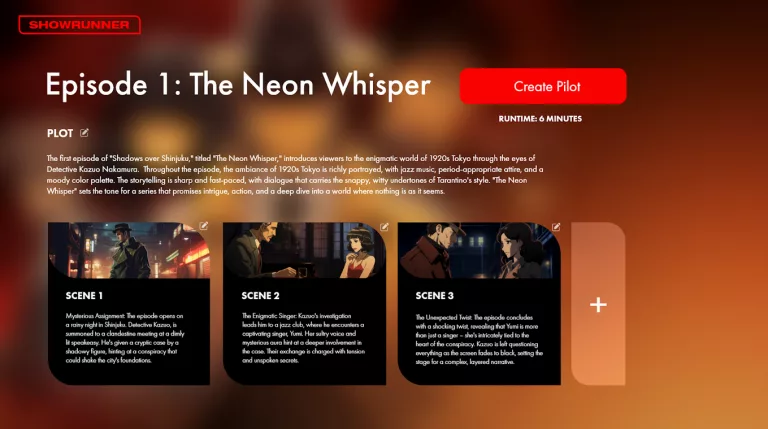 SHOWRUNNER
Episode 1: The Neon Whisper
Create Pilot
RUNTIME: 6 MINUTES
PLOT
The first episode of "Shadows over Shinjuku," titled "The Neon Whisper," introduces viewers to the enigmatic world of 1920s Tokyo through the eyes of
Detective Kazuo Nakamura. Throughout the episode, the ambiance of 1920s Tokyo is richly portrayed, with jazz music, period-appropriate attire, and a
moody color palette. The storytelling is sharp and fast-paced, with dialogue that carries the snappy, witty undertones of Tarantino's style. "The Neon
Whisper" sets the tone for a series that promises intrigue, action, and a deep dive into a world where nothing is as it seems.
SCENE 1
Mysterious Assignment: The episode opens on
a rainy night in Shinjuku. Detective Kazuo, is
summoned to a clandestine meeting at a dimly
lit speakeasy. He's given a cryptic case by a
shadowy figure, hinting at a conspiracy that
could shake the city's foundations.
SCENE 2
The Enigmatic Singer: Kazuo's investigation
leads him to a jazz club, where he encounters a
captivating singer, Yumi. Her sultry voice and
mysterious aura hint at a deeper involvement in
the case. Their exchange is charged with tension
and unspoken secrets.
SCENE 3
The Unexpected Twist: The episode concludes
with a shocking twist, revealing that Yumi is more
than just a singer – she's intricately tied to the
heart of the conspiracy. Kazuo is left questioning
everything as the screen fades to black, setting the
stage for a complex, layered narrative.
+